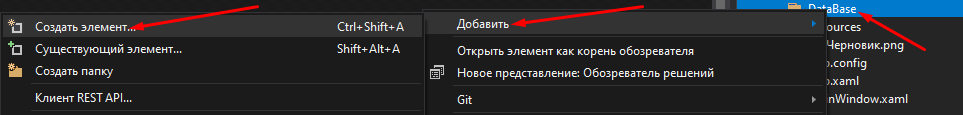 Создать элемент... Ctrl+Shift+A
Существующий элемент... Shift+Alt+A
Создать папку
Клиент REST API...
Добавить
Открыть элемент как корень обозревателя
Новое представление: Обозреватель решений
Git
DataBase
ources
Черновик.png
.config
.xaml
inWindow.xaml